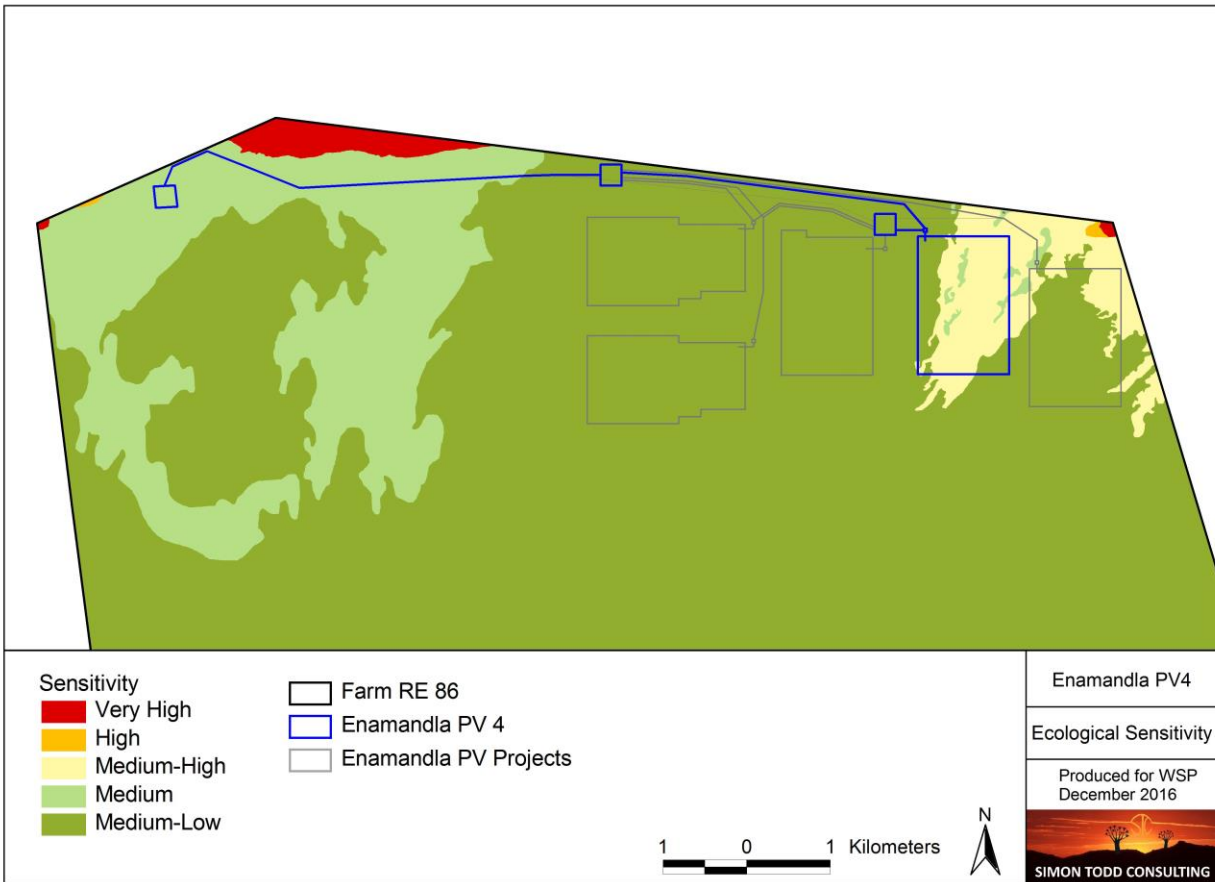 Sensitivity
Very High
High
Medium-High
Medium
Medium-Low
Farm RE 86
Enamandla PV 4
Enamandla PV Projects
1 0 1 Kilometers
N
Enamandla PV4
Ecological Sensitivity
Produced for WSP
December 2016
SIMON TODD CONSULTING